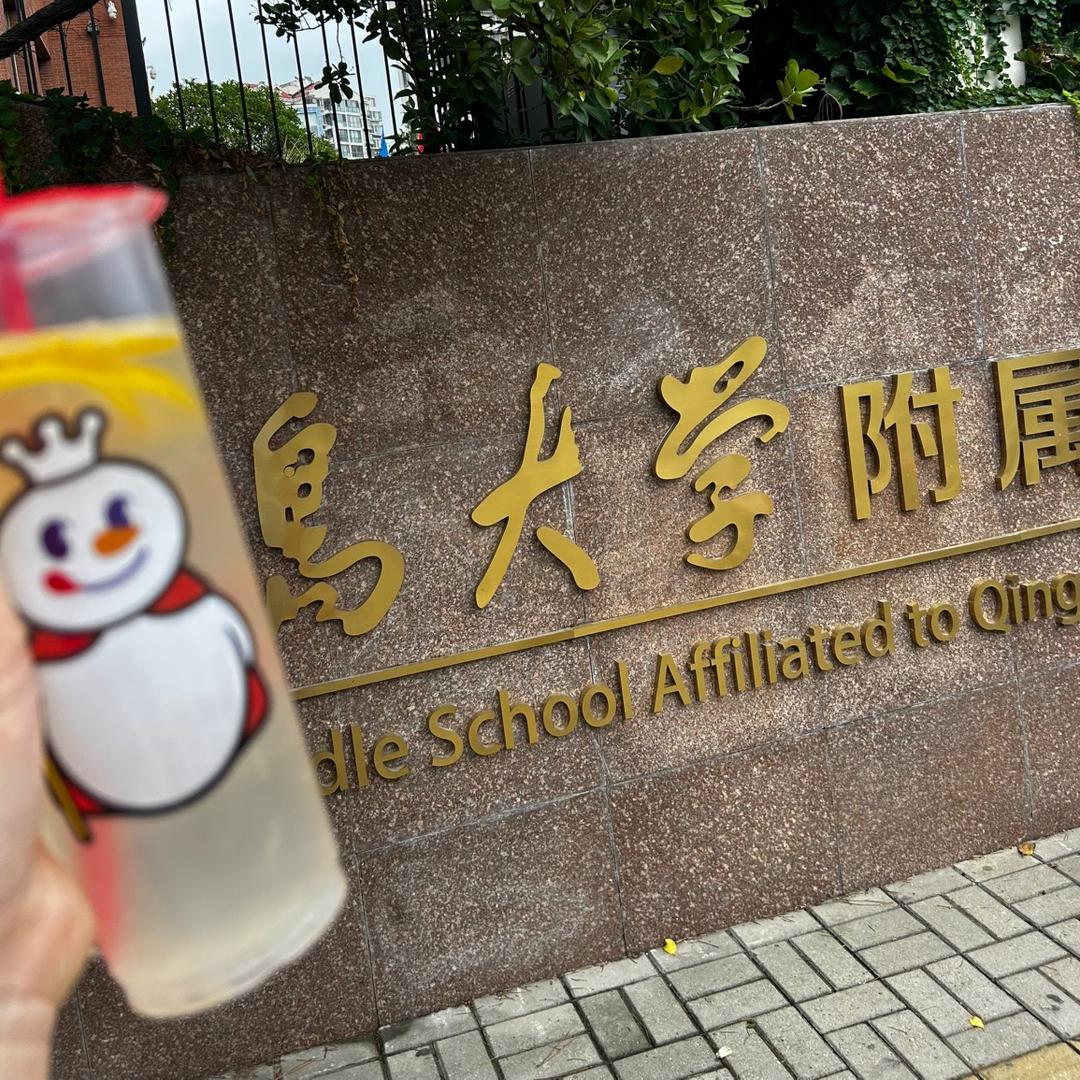 島大学附属
dle School Affiliated to Qing